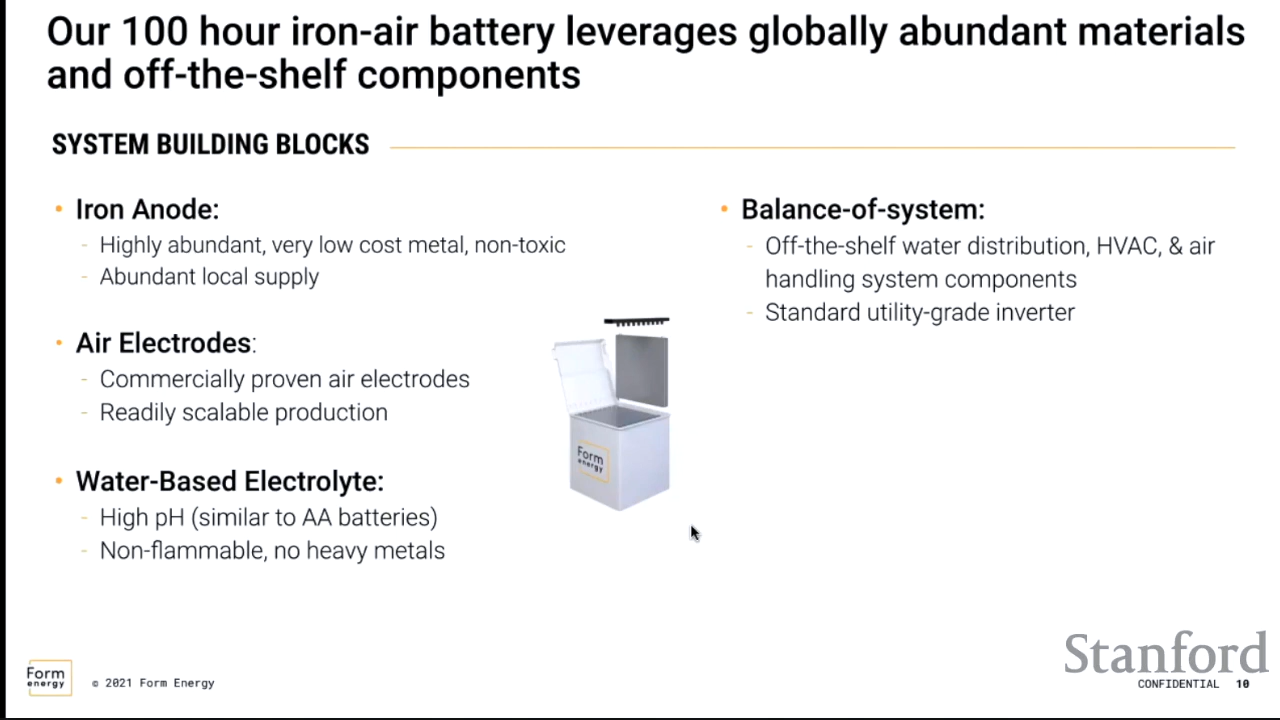 Our 100 hour iron-air battery leverages globally abundant materials
and off-the-shelf components
SYSTEM BUILDING BLOCKS
• Iron Anode:
- Highly abundant, very low cost metal, non-toxic
- Abundant local supply
• Air Electrodes:
- Commercially proven air electrodes
- Readily scalable production
• Water-Based Electrolyte:
- High pH (similar to AA batteries)
- Non-flammable, no heavy metals
• Balance-of-system:
- Off-the-shelf water distribution, HVAC, & air
handling system components
- Standard utility-grade inverter
Form
energy
Form
energy
© 2021 Form Energy
Stanford
CONFIDENTIAL 10